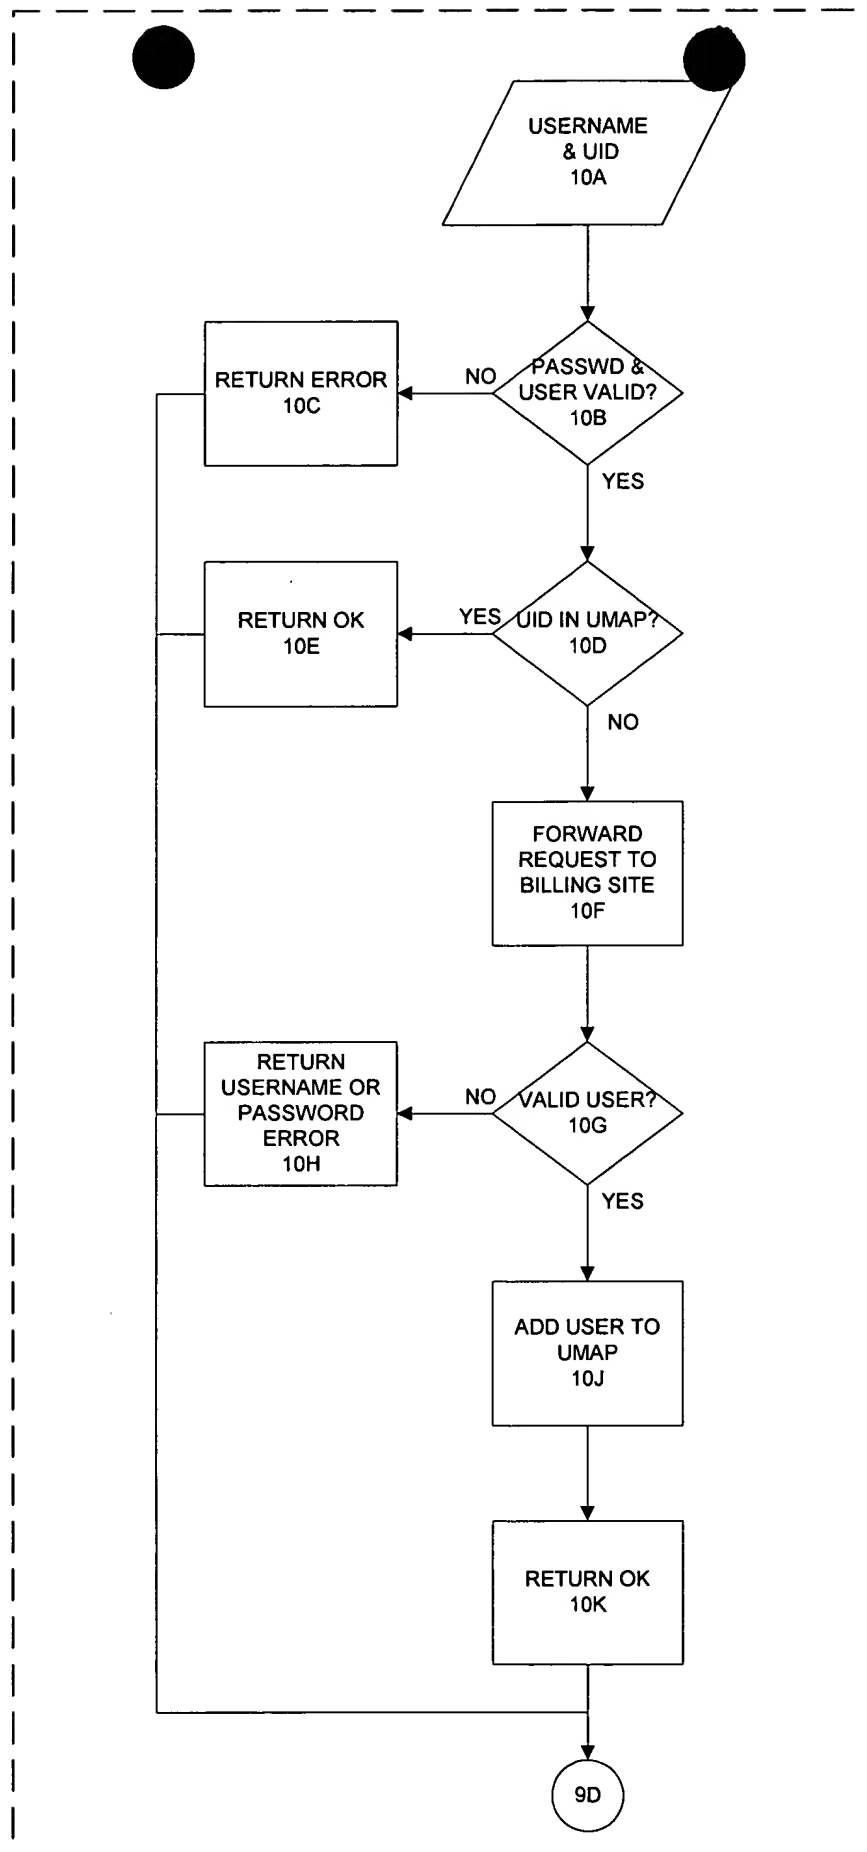 USERNAME
& UID
10A
PASSWD &
USER VALID?
10B
NO
RETURN ERROR
10C
YES
UID IN UMAP?
10D
YES
RETURN OK
10E
NO
FORWARD
REQUEST TO
BILLING SITE
10F
VALID USER?
10G
NO
RETURN
USERNAME OR
PASSWORD
ERROR
10H
YES
ADD USER TO
UMAP
10J
RETURN OK
10K
9D